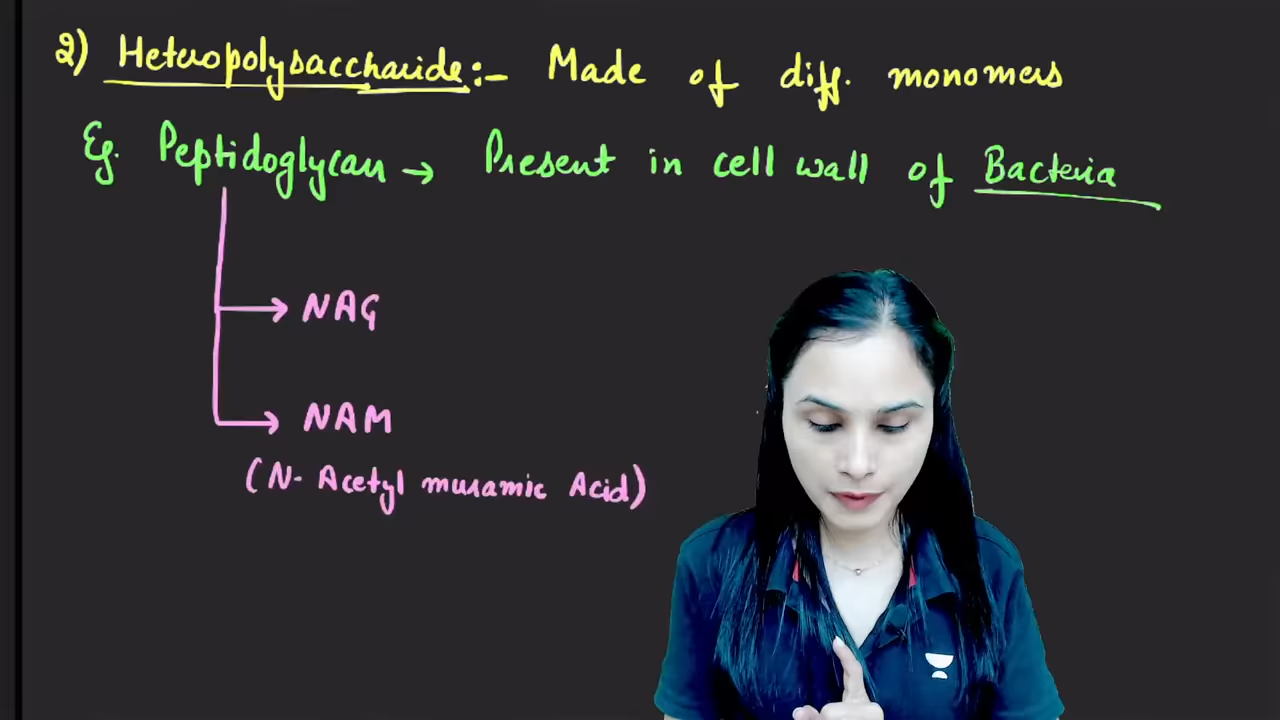 2) Heteropolysaccharide:- Made of diff. monomers
Eg. Peptidoglycan → Present in cell wall of Bacteria
→ NAG
→ NAM
(N- Acetyl muramic Acid)